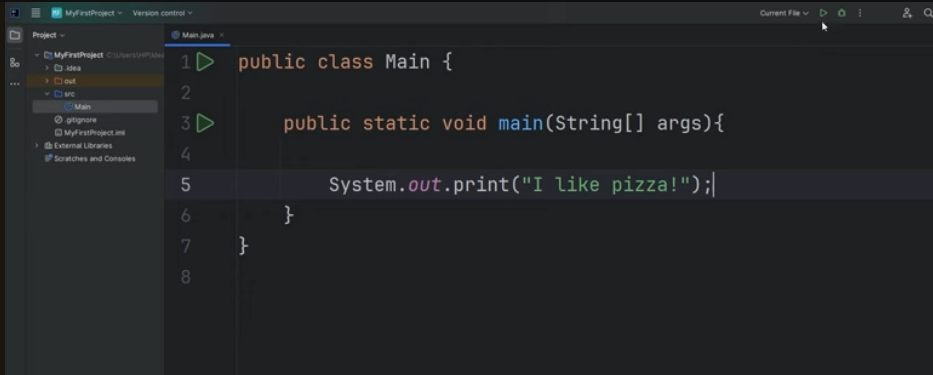 MyFirstProject Version control Current File
Project
Main.java
MyFirstProject
.idea
out
src
Main
.gitignore
MyFirstProject.iml
External Libraries
Scratches and Consoles
1 public class Main {
2
3 public static void main(String[] args){
4
5 System.out.print("I like pizza!");
6 }
7 }
8